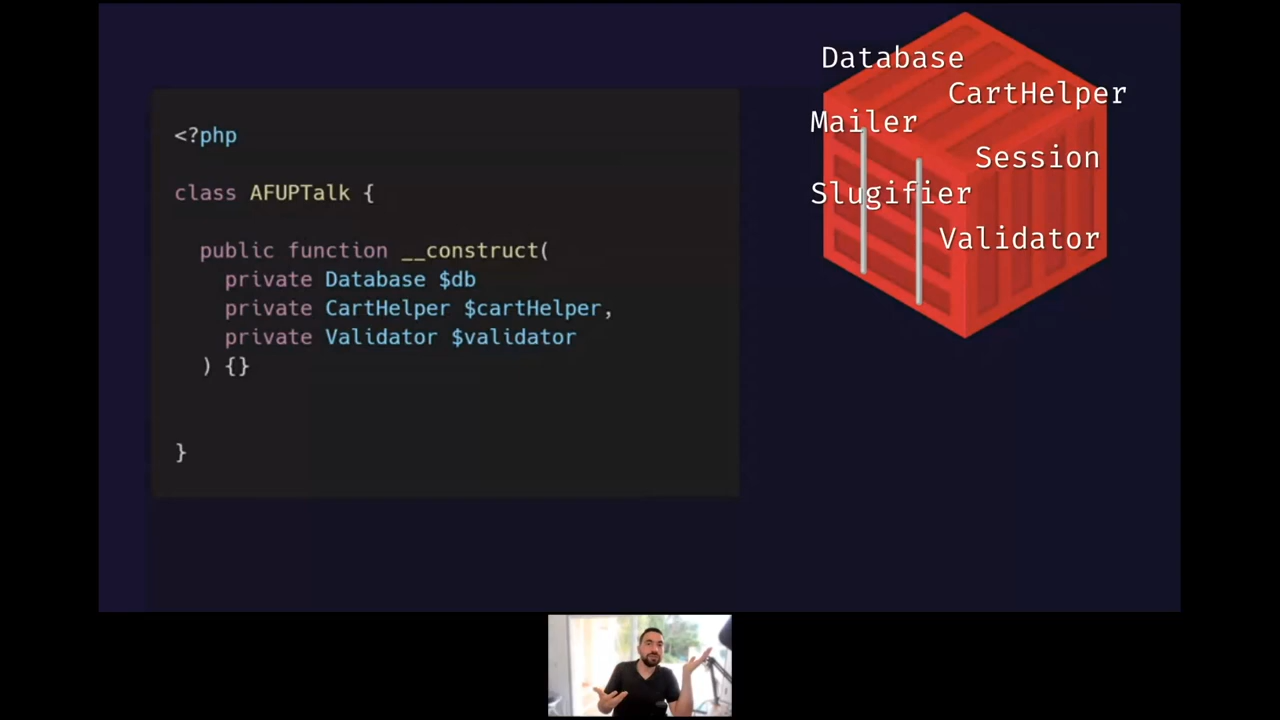 <?php
class AFUPTalk {
public function __construct(
private Database $db
private CartHelper $cartHelper,
private Validator $validator
) {}
}
Database
CartHelper
Mailer
Session
Slugifier
Validator